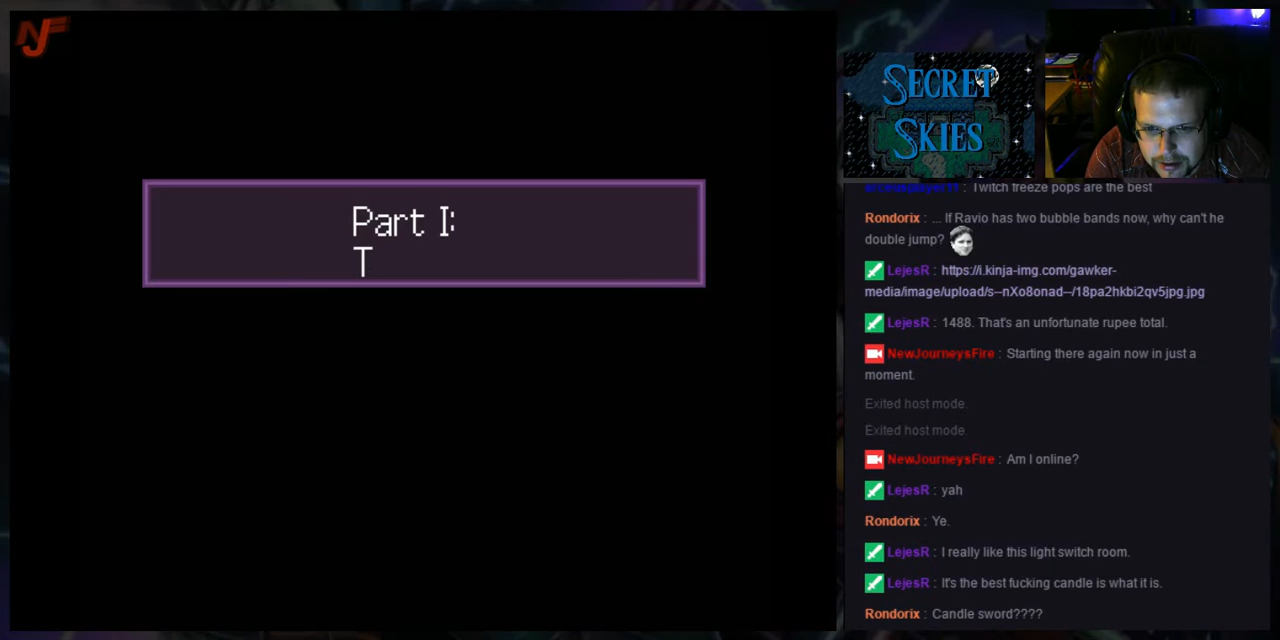 NJF
Part I:
T
SECRET
SKIES
: Twitch freeze pops are the best
Rondorix : ... If Ravio has two bubble bands now, why can't he
double jump?
LejesR : https://i.kinja-img.com/gawker-
media/image/upload/s--nXo8onad--/18pa2hkbi2qv5jpg.jpg
LejesR : 1488. That's an unfortunate rupee total.
NewJourneysFire : Starting there again now in just a
moment.
Exited host mode.
Exited host mode.
NewJourneysFire : Am I online?
LejesR : yah
Rondorix : Ye.
LejesR : I really like this light switch room.
LejesR : It's the best fucking candle is what it is.
Rondorix : Candle sword????